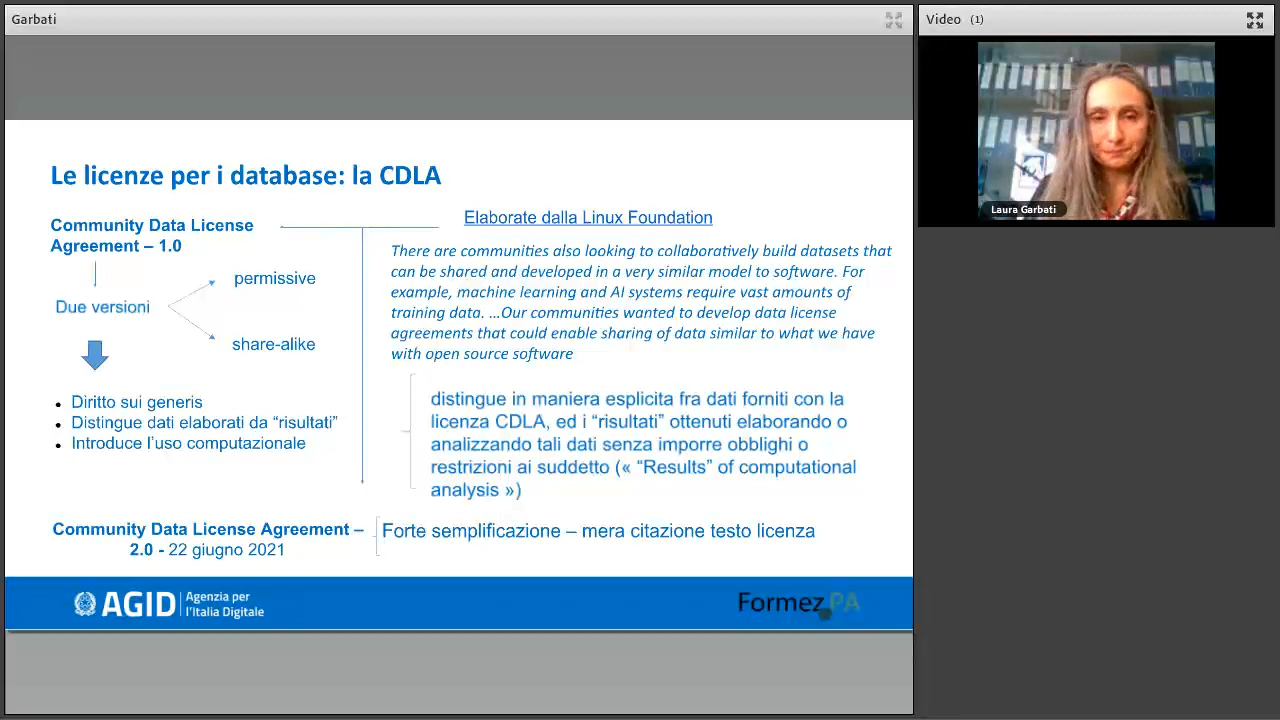 Garbati
Video (1)
Laura Garbati
Le licenze per i database: la CDLA
Community Data License
Agreement – 1.0
Due versioni
permissive
share-alike
• Diritto sui generis
• Distingue dati elaborati da “risultati”
• Introduce l’uso computazionale
Elaborate dalla Linux Foundation
There are communities also looking to collaboratively build datasets that
can be shared and developed in a very similar model to software. For
example, machine learning and AI systems require vast amounts of
training data. …Our communities wanted to develop data license
agreements that could enable sharing of data similar to what we have
with open source software
distingue in maniera esplicita fra dati forniti con la
licenza CDLA, ed i “risultati” ottenuti elaborando o
analizzando tali dati senza imporre obblighi o
restrizioni ai suddetto (« “Results” of computational
analysis »)
Community Data License Agreement –
2.0 - 22 giugno 2021
Forte semplificazione – mera citazione testo licenza
AGID
Agenzia per
l’Italia Digitale
Formez PA